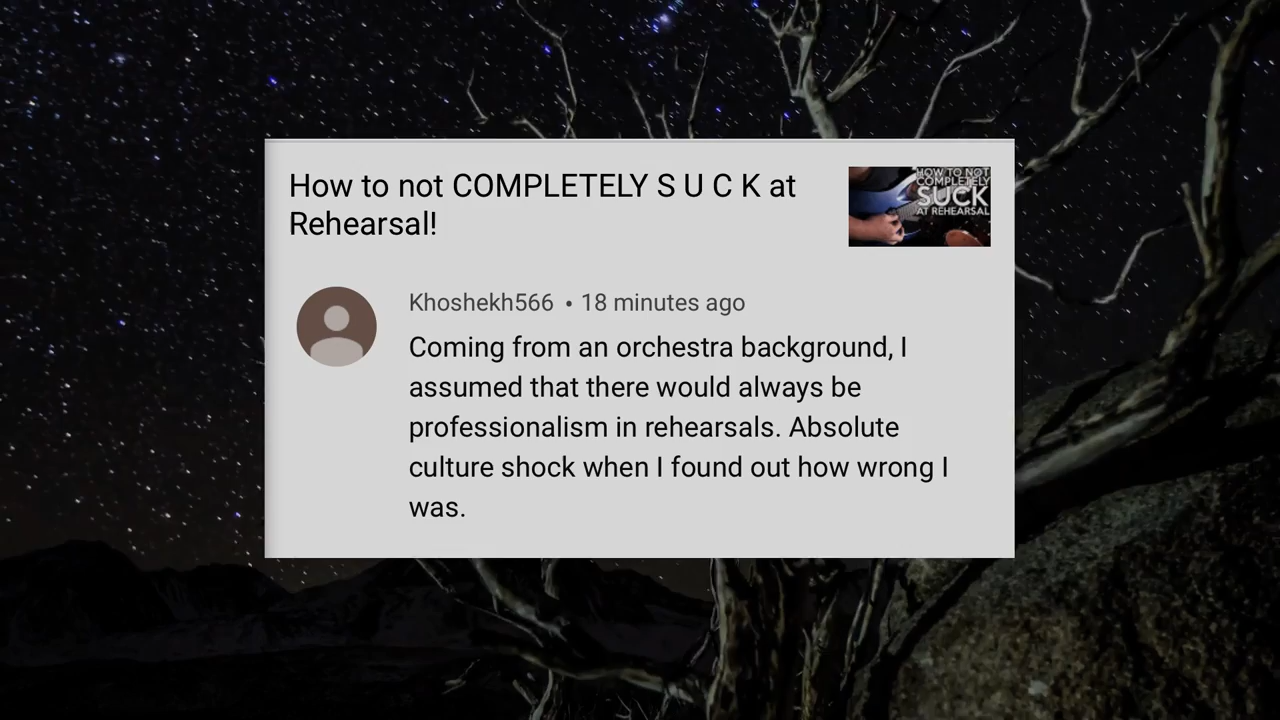 How to not COMPLETELY S U C K at
Rehearsal!
HOW TO NOT
COMPLETELY
SUCK
AT REHEARSAL
Khoshekh566 • 18 minutes ago
Coming from an orchestra background, I
assumed that there would always be
professionalism in rehearsals. Absolute
culture shock when I found out how wrong I
was.